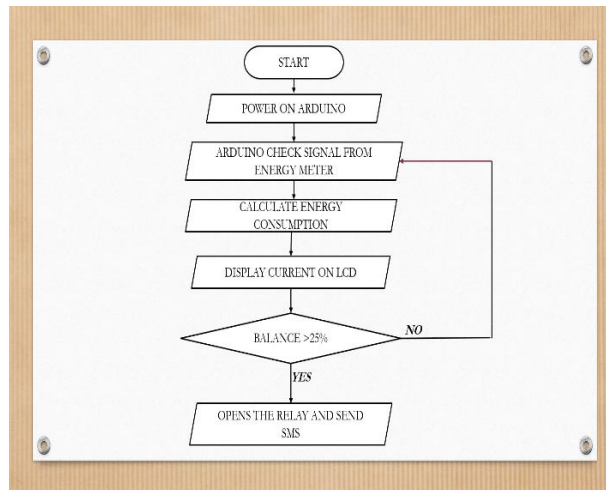 START
POWER ON ARDUINO
ARDUINO CHECK SIGNAL FROM
ENERGY METER
CALCULATE ENERGY
CONSUMPTION
DISPLAY CURRENT ON LCD
BALANCE >25%
NO
YES
OPENS THE RELAY AND SEND
SMS